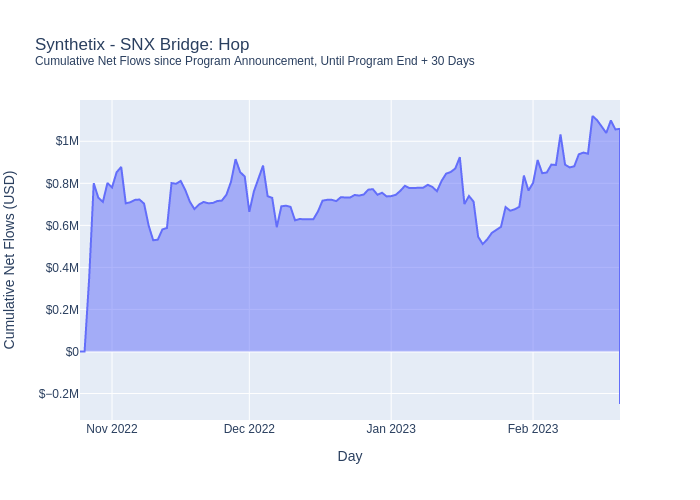 Synthetix - SNX Bridge: Hop
Cumulative Net Flows since Program Announcement, Until Program End + 30 Days
Cumulative Net Flows (USD)
$1M
$0.8M
$0.6M
$0.4M
$0.2M
$0
$−0.2M
Nov 2022
Dec 2022
Jan 2023
Feb 2023
Day